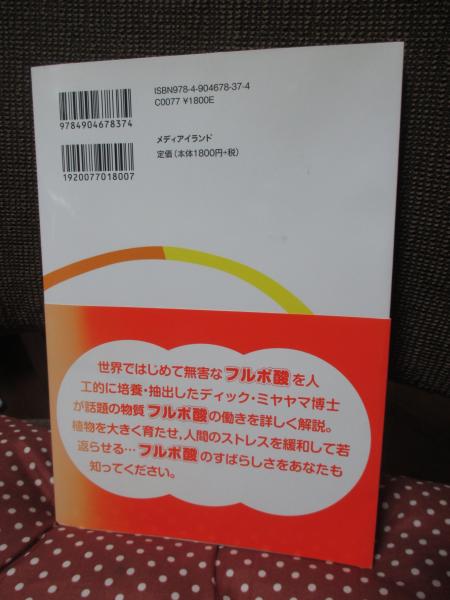 ISBN978-4-904678-37-4
C0077 ¥1800E
9784904678374
メディアイランド
定価(本体1800円+税)
1920077018007
世界ではじめて無害なフルボ酸を人
工的に培養・抽出したディック・ミヤヤマ博士
が話題の物質フルボ酸の働きを詳しく解説。
植物を大きく育たせ,人間のストレスを緩和して若
返らせる…フルボ酸のすばらしさをあなたも
知ってください。